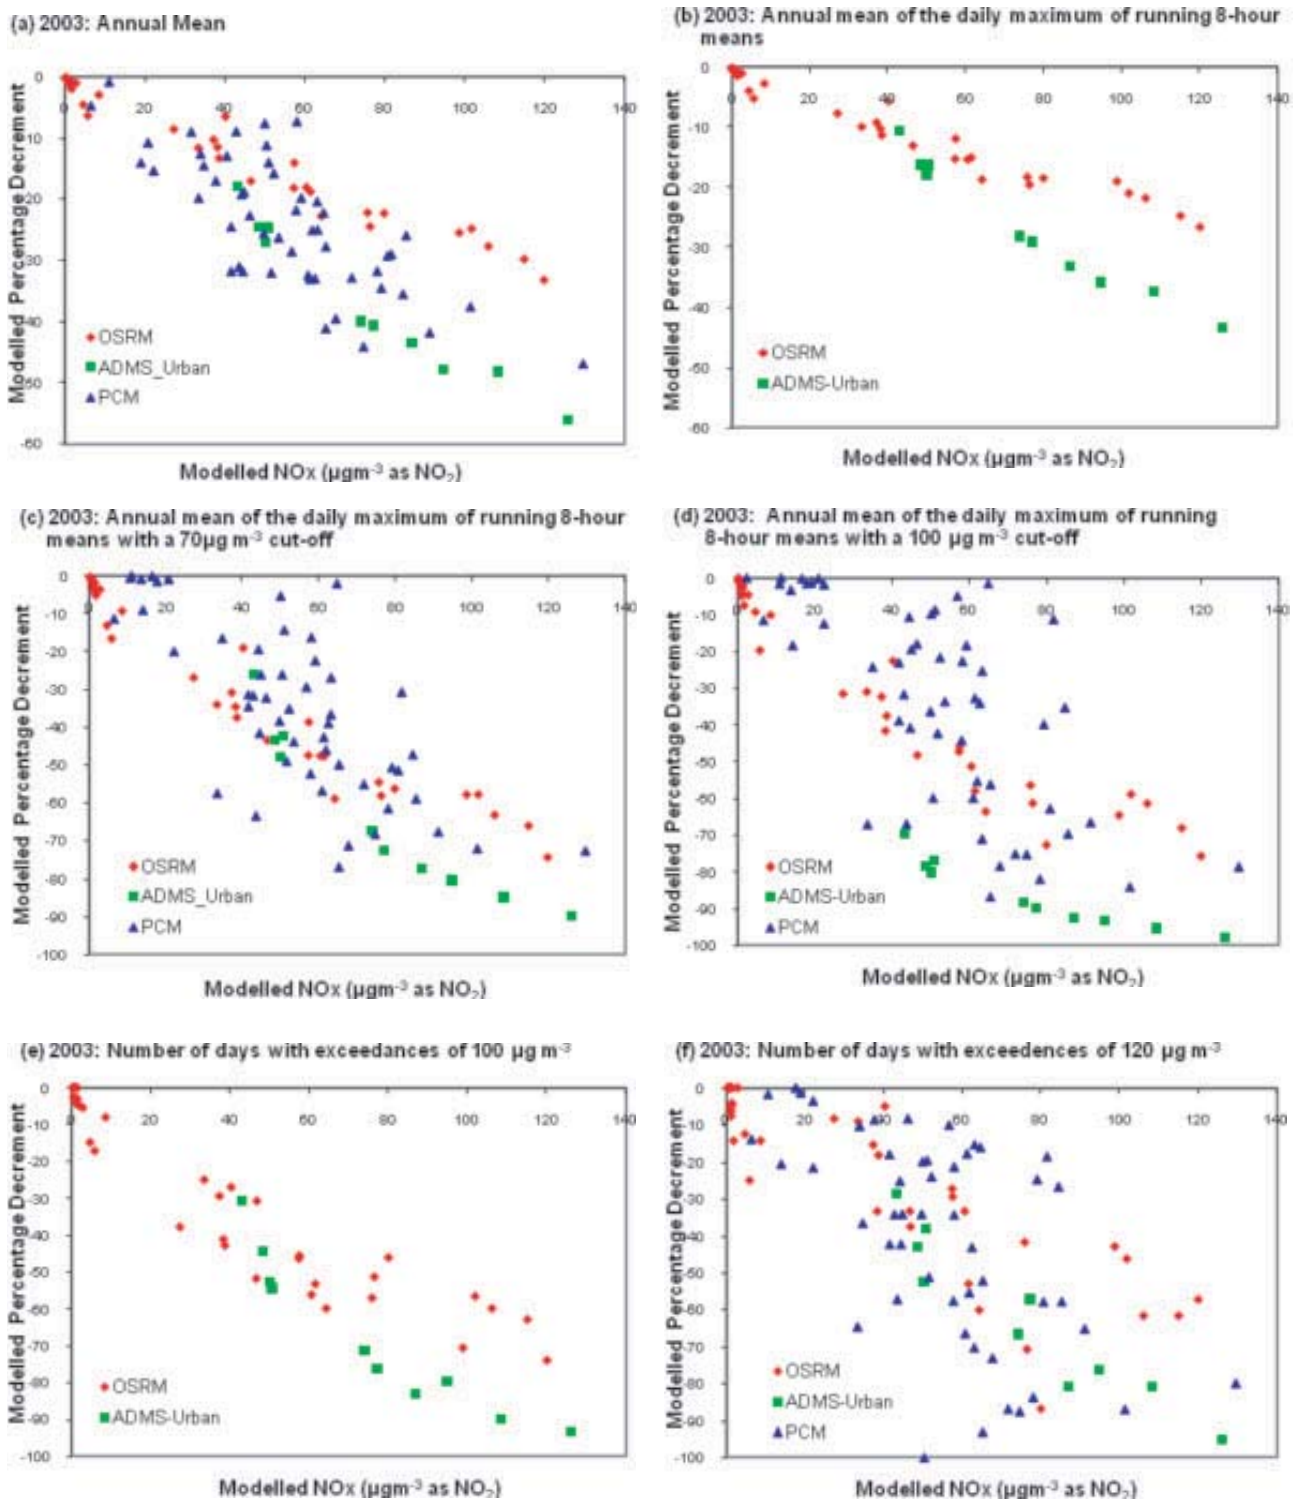 (a) 2003: Annual Mean
0 20 40 60 80 100 120 140
0
-10
-20
-30
-40
-50
-60
Modelled Percentage Decrement
OSRM
ADMS_Urban
PCM
Modelled NOx (µgm-3 as NO2)
(b) 2003: Annual mean of the daily maximum of running 8-hour
means
0 20 40 60 80 100 120 140
0
-10
-20
-30
-40
-50
-60
Modelled Percentage Decrement
OSRM
ADMS-Urban
Modelled NOx (µgm-3 as NO2)
(c) 2003: Annual mean of the daily maximum of running 8-hour
means with a 70µg m-3 cut-off
0 20 40 60 80 100 120 140
0
-10
-20
-30
-40
-50
-60
-70
-80
-90
-100
Modelled Percentage Decrement
OSRM
ADMS_Urban
PCM
Modelled NOx (µgm-3 as NO2)
(d) 2003: Annual mean of the daily maximum of running
8-hour means with a 100 µg m-3 cut-off
0 20 40 60 80 100 120 140
0
-10
-20
-30
-40
-50
-60
-70
-80
-90
-100
Modelled Percentage Decrement
OSRM
ADMS-Urban
PCM
Modelled NOx (µgm-3 as NO2)
(e) 2003: Number of days with exceedances of 100 µg m-3
0 20 40 60 80 100 120 140
0
-10
-20
-30
-40
-50
-60
-70
-80
-90
-100
Modelled Percentage Decrement
OSRM
ADMS-Urban
Modelled NOx (µgm-3 as NO2)
(f) 2003: Number of days with exceedences of 120 µg m-3
0 20 40 60 80 100 120 140
0
-10
-20
-30
-40
-50
-60
-70
-80
-90
-100
Modelled Percentage Decrement
OSRM
ADMS-Urban
PCM
Modelled NOx (µgm-3 as NO2)